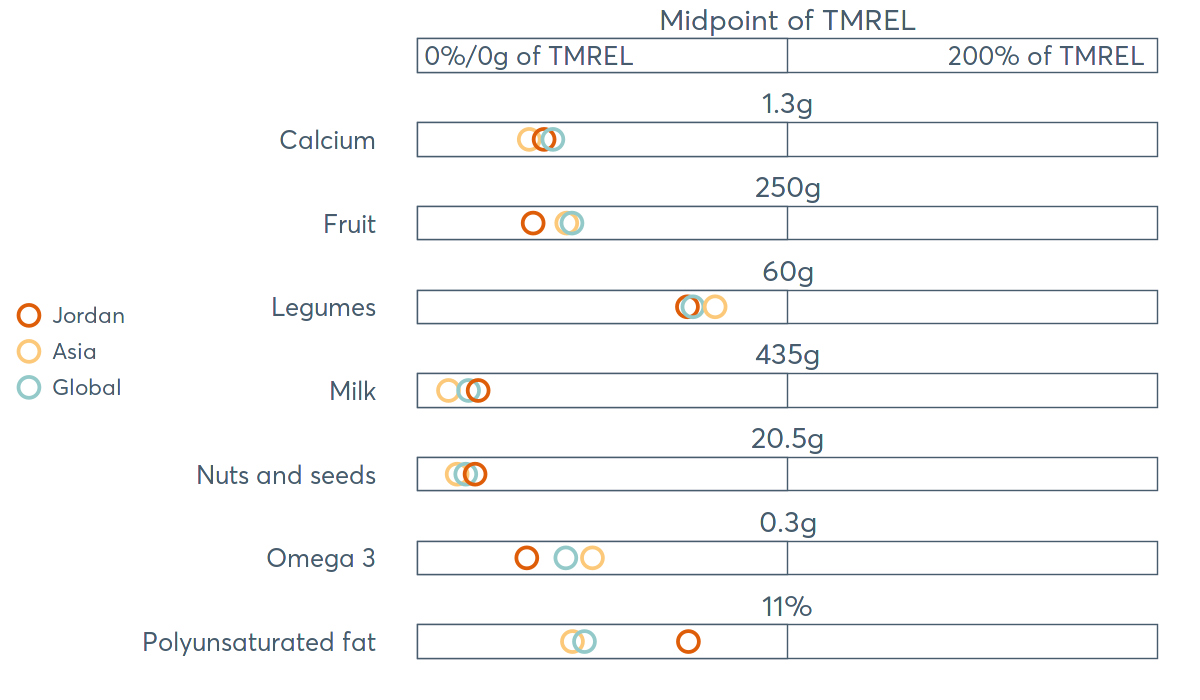 Midpoint of TMREL
0%/0g of TMREL
200% of TMREL
1.3g
Calcium
250g
Fruit
60g
Legumes
435g
Milk
20.5g
Nuts and seeds
0.3g
Omega 3
11%
Polyunsaturated fat
Jordan
Asia
Global